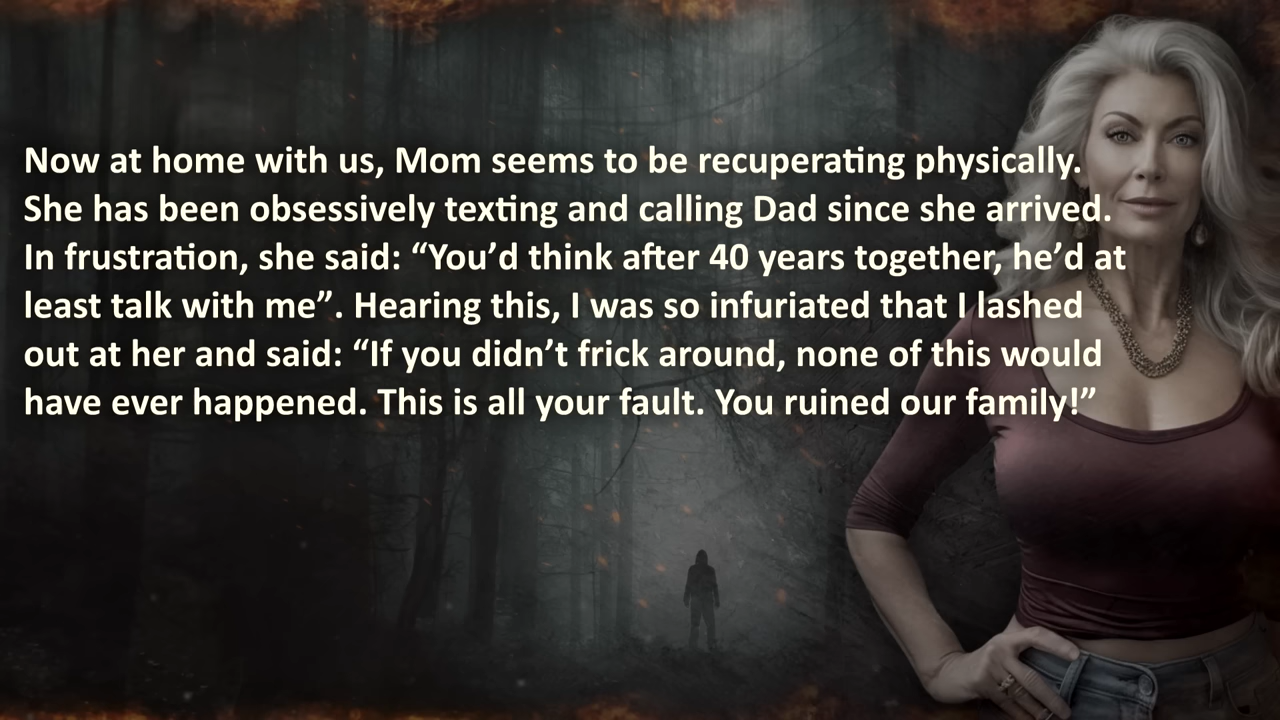 Now at home with us, Mom seems to be recuperating physically.
She has been obsessively texting and calling Dad since she arrived.
In frustration, she said: “You’d think after 40 years together, he’d at
least talk with me”. Hearing this, I was so infuriated that I lashed
out at her and said: “If you didn’t frick around, none of this would
have ever happened. This is all your fault. You ruined our family!”